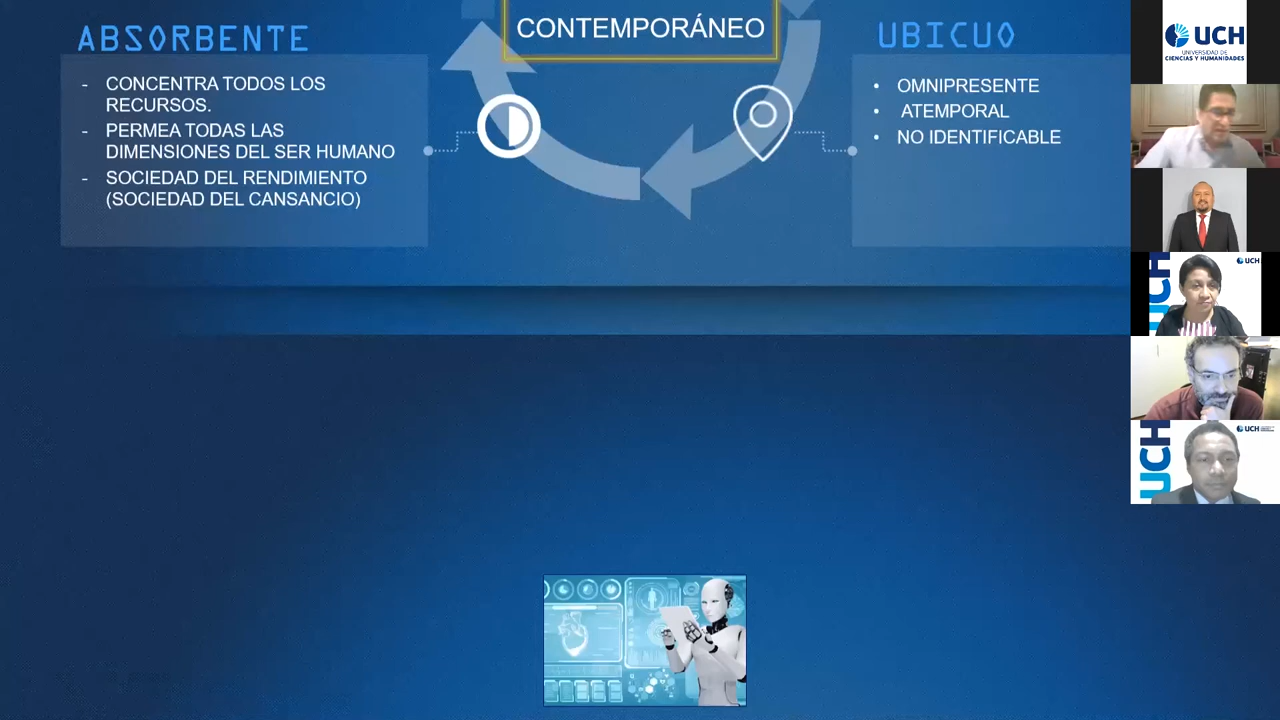 CONTEMPORÁNEO
ABSORBENTE
- CONCENTRA TODOS LOS
RECURSOS.
- PERMEA TODAS LAS
DIMENSIONES DEL SER HUMANO
- SOCIEDAD DEL RENDIMIENTO
(SOCIEDAD DEL CANSANCIO)
UBICUO
• OMNIPRESENTE
• ATEMPORAL
• NO IDENTIFICABLE
UCH
UNIVERSIDAD DE
CIENCIAS Y HUMANIDADES
UCH
UCH
UCH
UCH